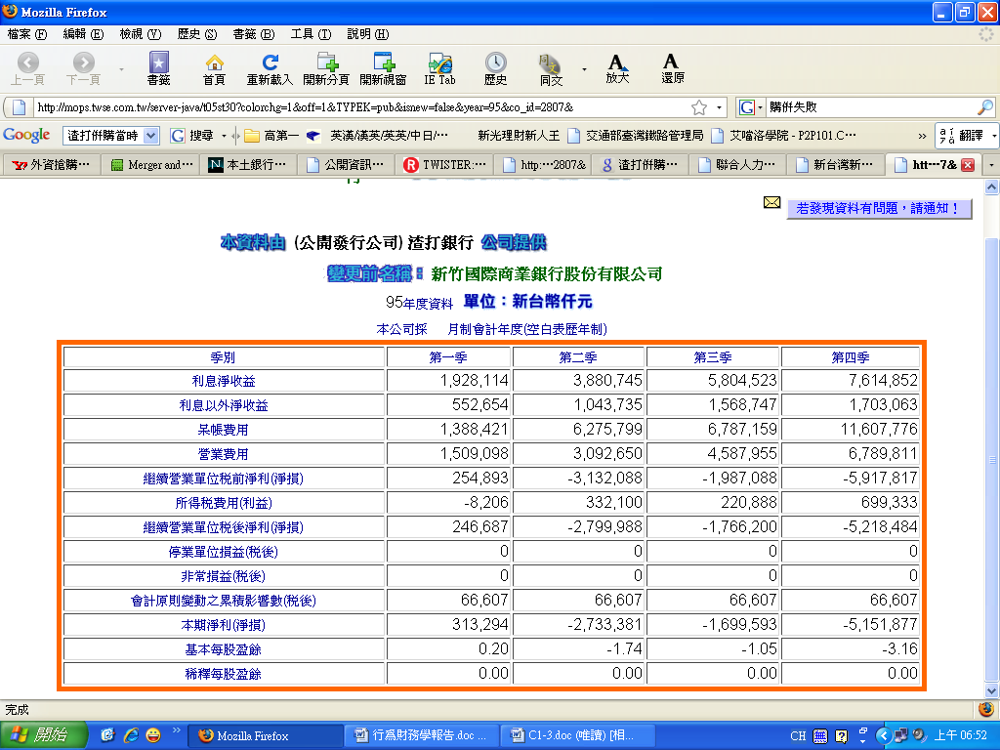 Mozilla Firefox
檔案(F) 編輯(E) 檢視(V) 歷史(S) 書籤(B) 工具(T) 說明(H)
上一頁 下一頁 書籤 首頁 重新載入 開新分頁 開新視窗 IE Tab 歷史 同文 放大 還原
http://mops.twse.com.tw/server-java/t05st30?colorchg=1&off=1&TYPEK=pub&isnew=false&year=95&co_id=2807& 購併失敗
Google 渣打併購當時 搜尋 高第一 英漢/漢英/英英/中日/… 新光理財新人王 交通部臺灣鐵路管理局 艾噹洛學院 - P2P101.C… » 翻譯
外資搶購… Merger and… 本土銀行… 公開資訊… TWISTER:… http:…2807& 渣打併購… 聯合人力… 新台灣新… htt…7&
若發現資料有問題，請通知！
本資料由 (公開發行公司) 渣打銀行 公司提供
變更前名稱： 新竹國際商業銀行股份有限公司
95年度資料 單位：新台幣仟元
本公司採 月制會計年度(空白表歷年制)
季別 第一季 第二季 第三季 第四季
利息淨收益 1,928,114 3,880,745 5,804,523 7,614,852
利息以外淨收益 552,654 1,043,735 1,568,747 1,703,063
呆帳費用 1,388,421 6,275,799 6,787,159 11,607,776
營業費用 1,509,098 3,092,650 4,587,955 6,789,811
繼續營業單位稅前淨利(淨損) 254,893 -3,132,088 -1,987,088 -5,917,817
所得稅費用(利益) -8,206 332,100 220,888 699,333
繼續營業單位稅後淨利(淨損) 246,687 -2,799,988 -1,766,200 -5,218,484
停業單位損益(稅後) 0 0 0 0
非常損益(稅後) 0 0 0 0
會計原則變動之累積影響數(稅後) 66,607 66,607 66,607 66,607
本期淨利(淨損) 313,294 -2,733,381 -1,699,593 -5,151,877
基本每股盈餘 0.20 -1.74 -1.05 -3.16
稀釋每股盈餘 0.00 0.00 0.00 0.00
完成
開始 » Mozilla Firefox 行為財務學報告.doc ... C1-3.doc (唯讀) [相... CH 上午 06:52